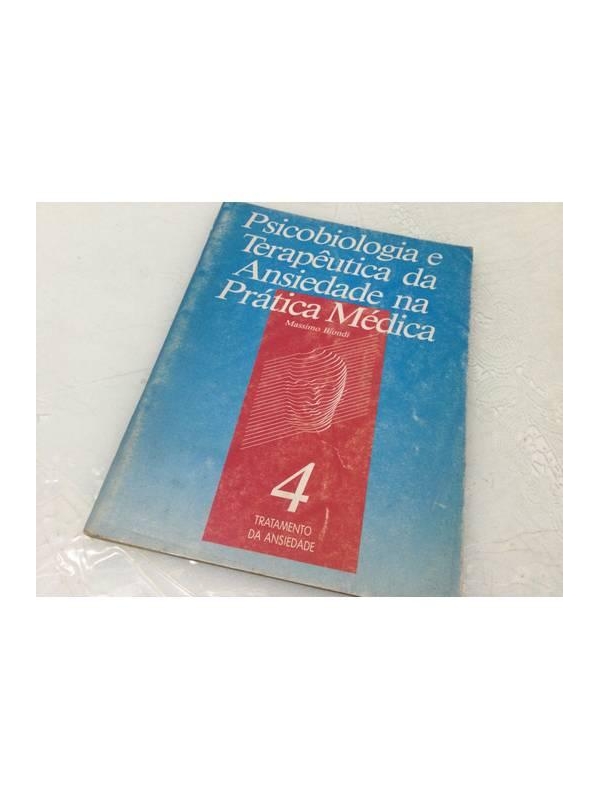 Psicobiologia e
Terapêutica da
Ansiedade na
Prática Médica
Massimo Biondi
4
TRATAMENTO
DA ANSIEDADE